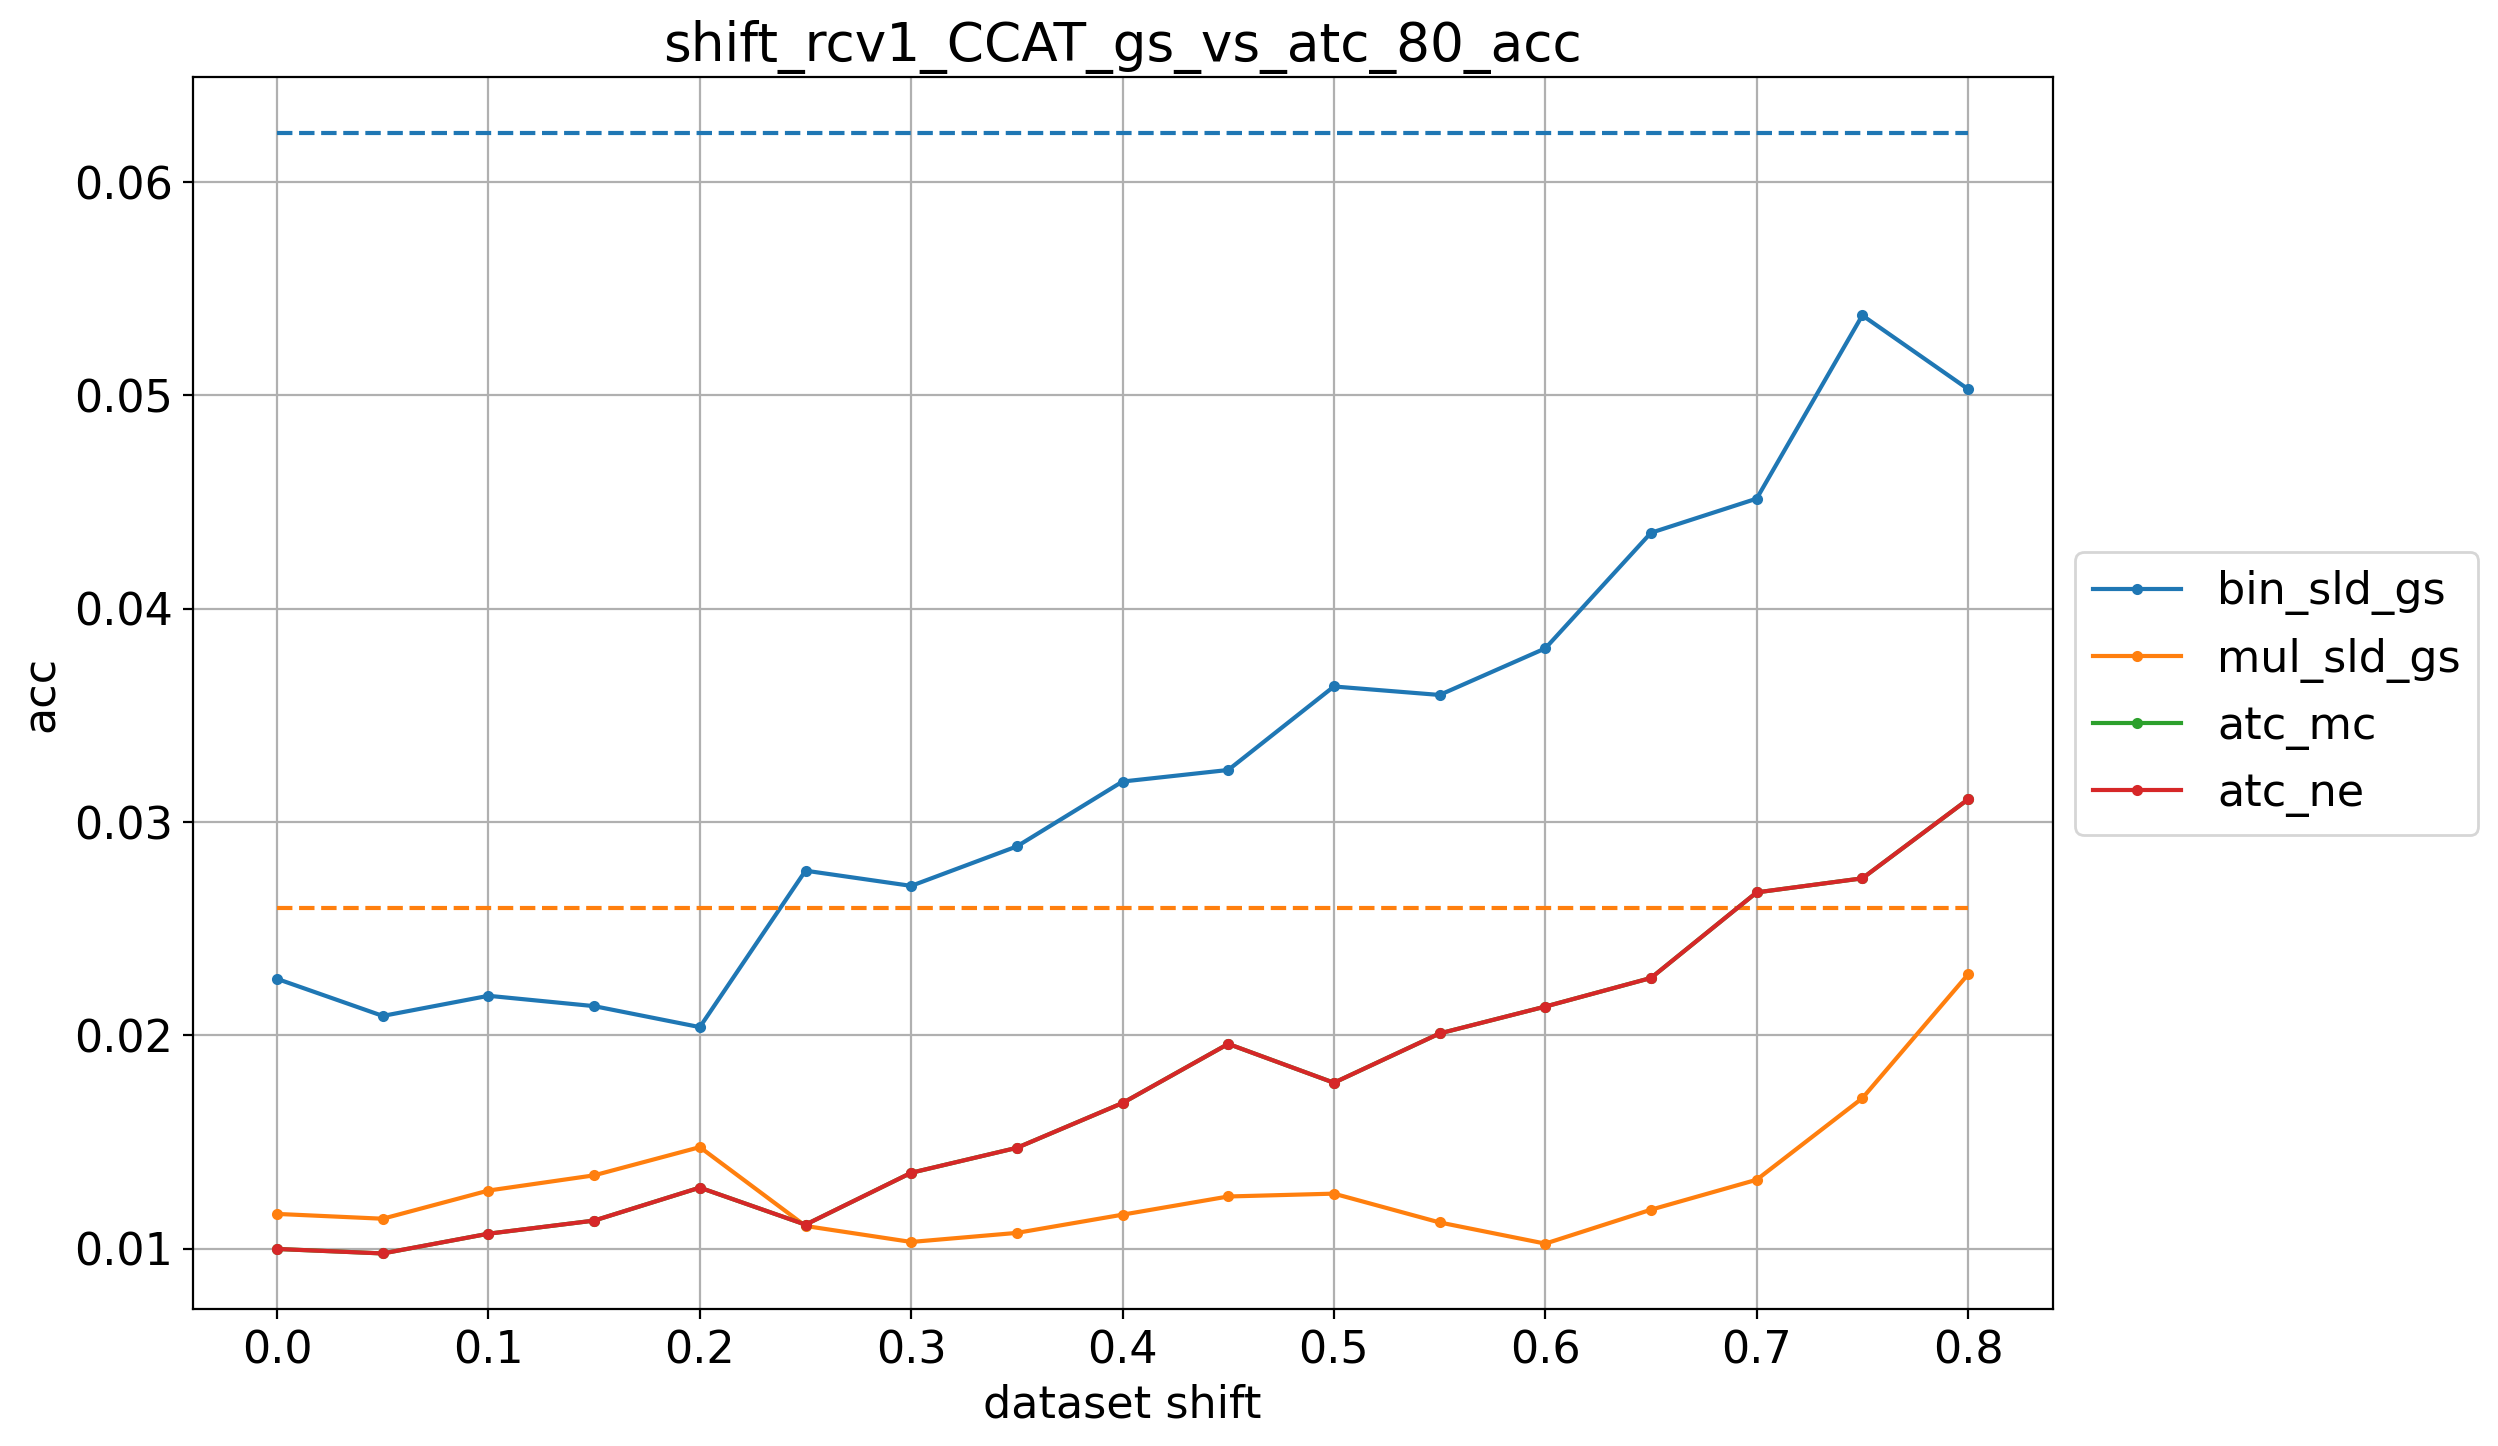 shift_rcv1_CCAT_gs_vs_atc_80_acc
0.06
0.05
0.04
0.03
0.02
0.01
acc
0.0 0.1 0.2 0.3 0.4 0.5 0.6 0.7 0.8
dataset shift
bin_sld_gs
mul_sld_gs
atc_mc
atc_ne